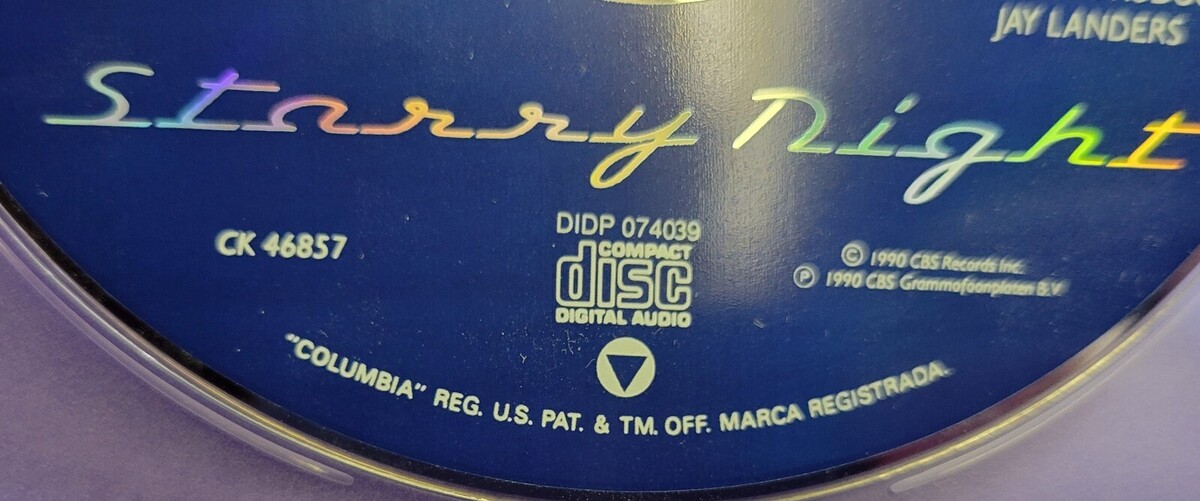 JAY LANDERS
Starry Night
DIDP 074039
CK 46857
COMPACT
disc
DIGITAL AUDIO
© 1990 CBS Records Inc.
℗ 1990 CBS Grammofoonplaten B.V.
"COLUMBIA" REG. U.S. PAT. & TM. OFF. MARCA REGISTRADA.